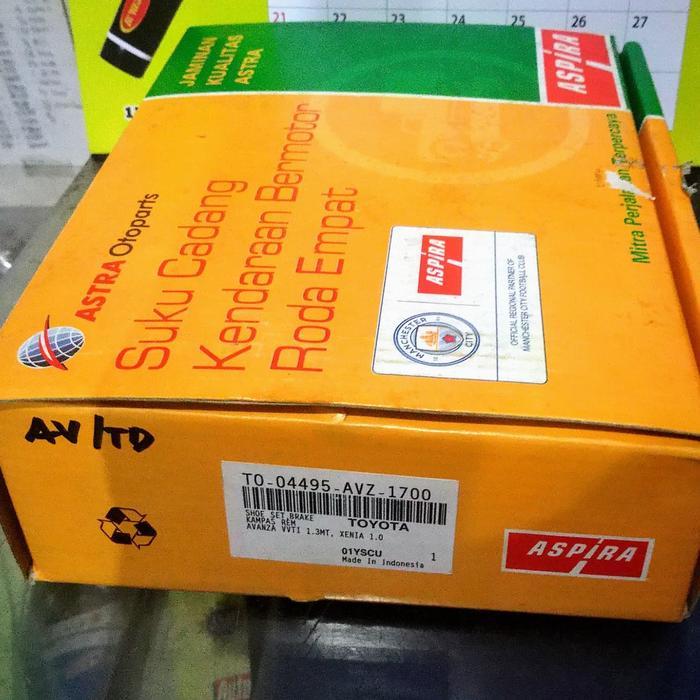 21 22 23 24 25 26 27
JAMINAN
KUALITAS
ASTRA
ASPIRA
ASTRA Otoparts
Suku Cadang
Kendaraan Bermotor
Roda Empat
Mitra
Terpercaya
ASPIRA
MANCHESTER
CITY
OFFICIAL REGIONAL PARTNER OF
MANCHESTER CITY FOOTBALL CLUB
AV/TD
TO-04495-AVZ-1700
SHOE SET,BRAKE
KAMPAS REM
TOYOTA
AVANZA VVTI 1.3MT, XENIA 1.0
01YSCU 1
Made In Indonesia
ASPIRA